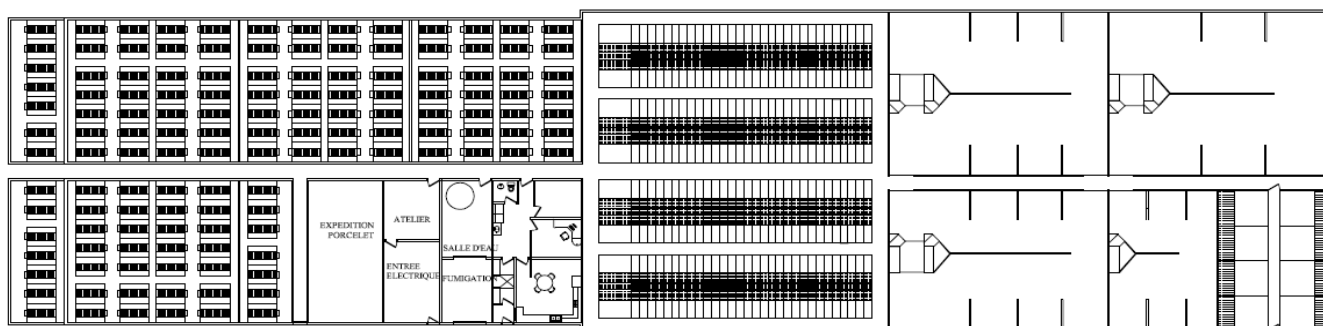 EXPEDITION
PORCELET
ATELIER
ENTREE
ELECTRIQUE
SALLE D'EAU
FUMIGATION